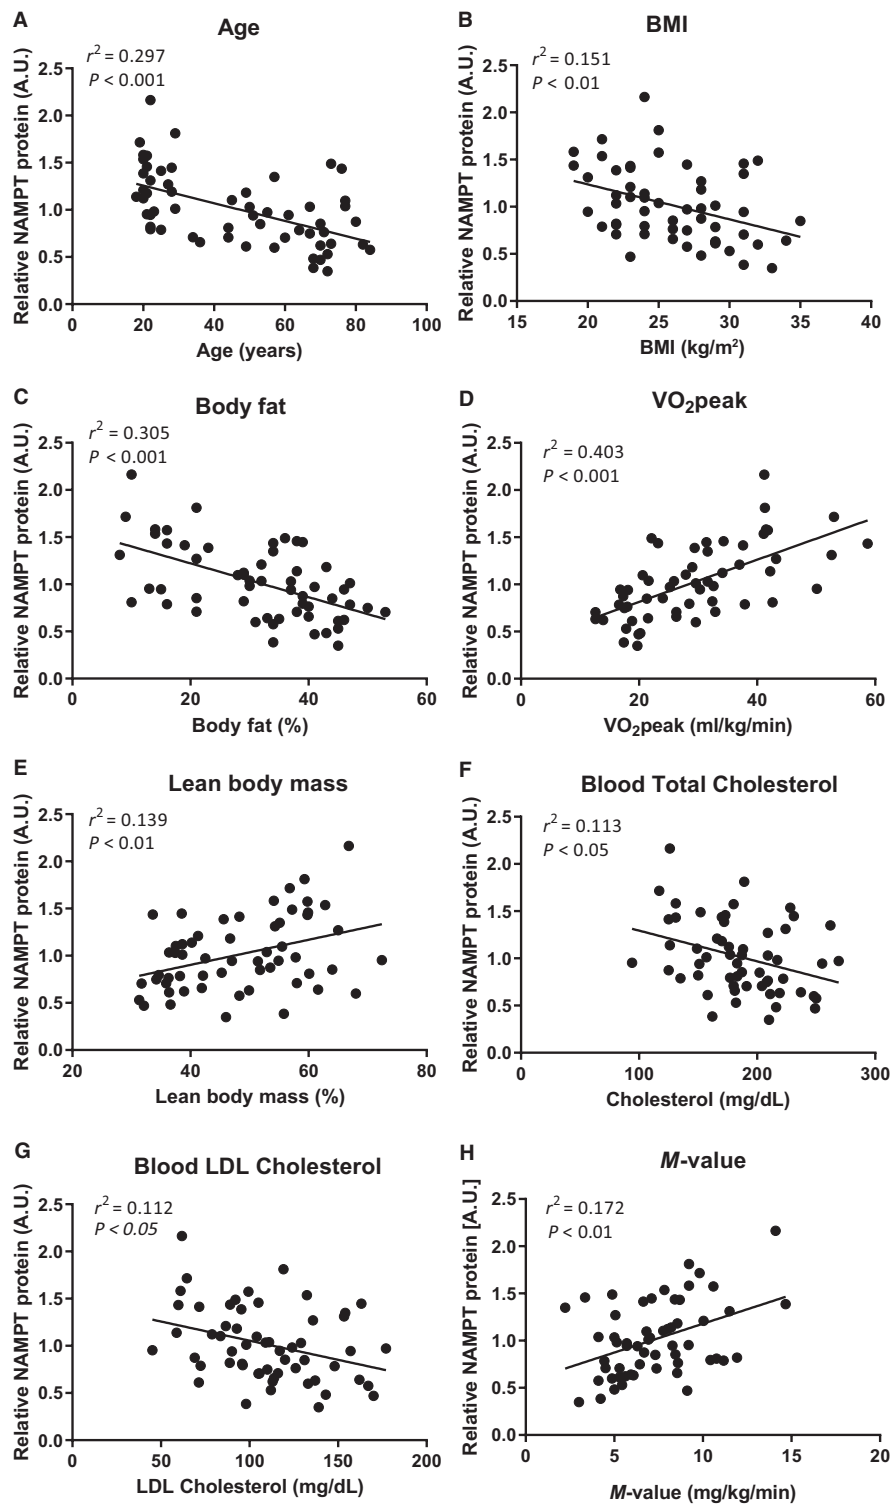 A
Age
r² = 0.297
P < 0.001
Relative NAMPT protein (A.U.)
2.5
2.0
1.5
1.0
0.5
0.0
0 20 40 60 80 100
Age (years)
B
BMI
r² = 0.151
P < 0.01
Relative NAMPT protein (A.U.)
2.5
2.0
1.5
1.0
0.5
0.0
15 20 25 30 35 40
BMI (kg/m²)
C
Body fat
r² = 0.305
P < 0.001
Relative NAMPT protein (A.U.)
2.5
2.0
1.5
1.0
0.5
0.0
0 20 40 60
Body fat (%)
D
VO₂peak
r² = 0.403
P < 0.001
Relative NAMPT protein (A.U.)
2.5
2.0
1.5
1.0
0.5
0.0
0 20 40 60
VO₂peak (ml/kg/min)
E
Lean body mass
r² = 0.139
P < 0.01
Relative NAMPT protein (A.U.)
2.5
2.0
1.5
1.0
0.5
0.0
20 40 60 80
Lean body mass (%)
F
Blood Total Cholesterol
r² = 0.113
P < 0.05
Relative NAMPT protein (A.U.)
2.5
2.0
1.5
1.0
0.5
0.0
0 100 200 300
Cholesterol (mg/dL)
G
Blood LDL Cholesterol
r² = 0.112
P < 0.05
Relative NAMPT protein (A.U.)
2.5
2.0
1.5
1.0
0.5
0.0
0 50 100 150 200
LDL Cholesterol (mg/dL)
H
M-value
r² = 0.172
P < 0.01
Relative NAMPT protein [A.U.]
2.5
2.0
1.5
1.0
0.5
0.0
0 5 10 15 20
M-value (mg/kg/min)